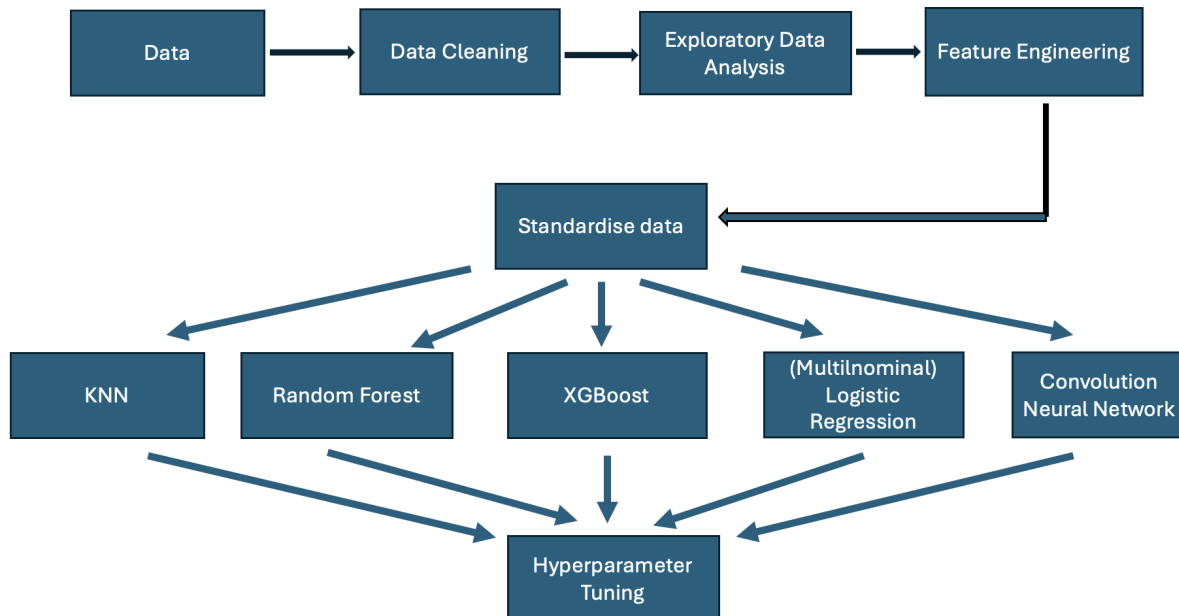 Data
Data Cleaning
Exploratory Data
Analysis
Feature Engineering
Standardise data
KNN
Random Forest
XGBoost
(Multilnominal)
Logistic
Regression
Convolution
Neural Network
Hyperparameter
Tuning